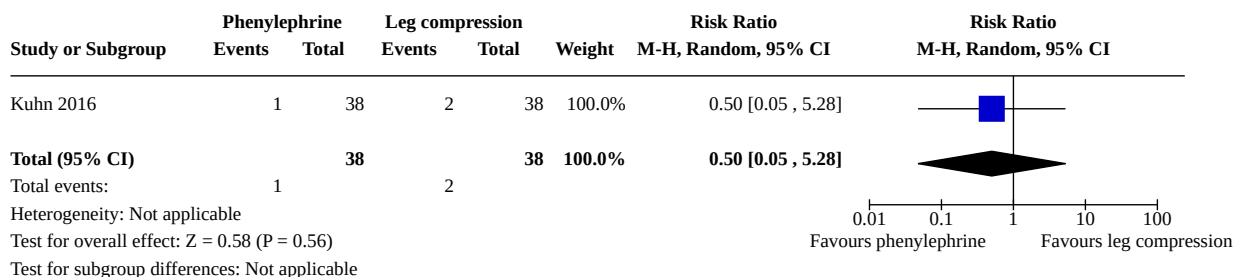 Phenylephrine Leg compression Risk Ratio Risk Ratio
Study or Subgroup Events Total Events Total Weight M-H, Random, 95% CI M-H, Random, 95% CI
Kuhn 2016 1 38 2 38 100.0% 0.50 [0.05 , 5.28]
Total (95% CI) 38 38 100.0% 0.50 [0.05 , 5.28]
Total events: 1 2
Heterogeneity: Not applicable
0.01 0.1 1 10 100
Test for overall effect: Z = 0.58 (P = 0.56) Favours phenylephrine Favours leg compression
Test for subgroup differences: Not applicable